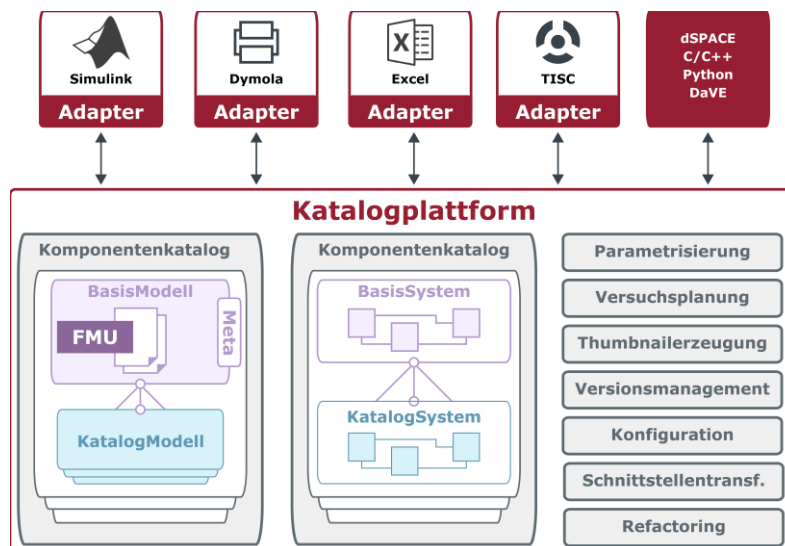 Simulink
Adapter
Dymola
Adapter
X
Excel
Adapter
TISC
Adapter
dSPACE
C/C++
Python
DaVE
Katalogplattform
Komponentenkatalog
BasisModell
FMU
Meta
KatalogModell
Komponentenkatalog
BasisSystem
KatalogSystem
Parametrisierung
Versuchsplanung
Thumbnailerzeugung
Versionsmanagement
Konfiguration
Schnittstellentransf.
Refactoring